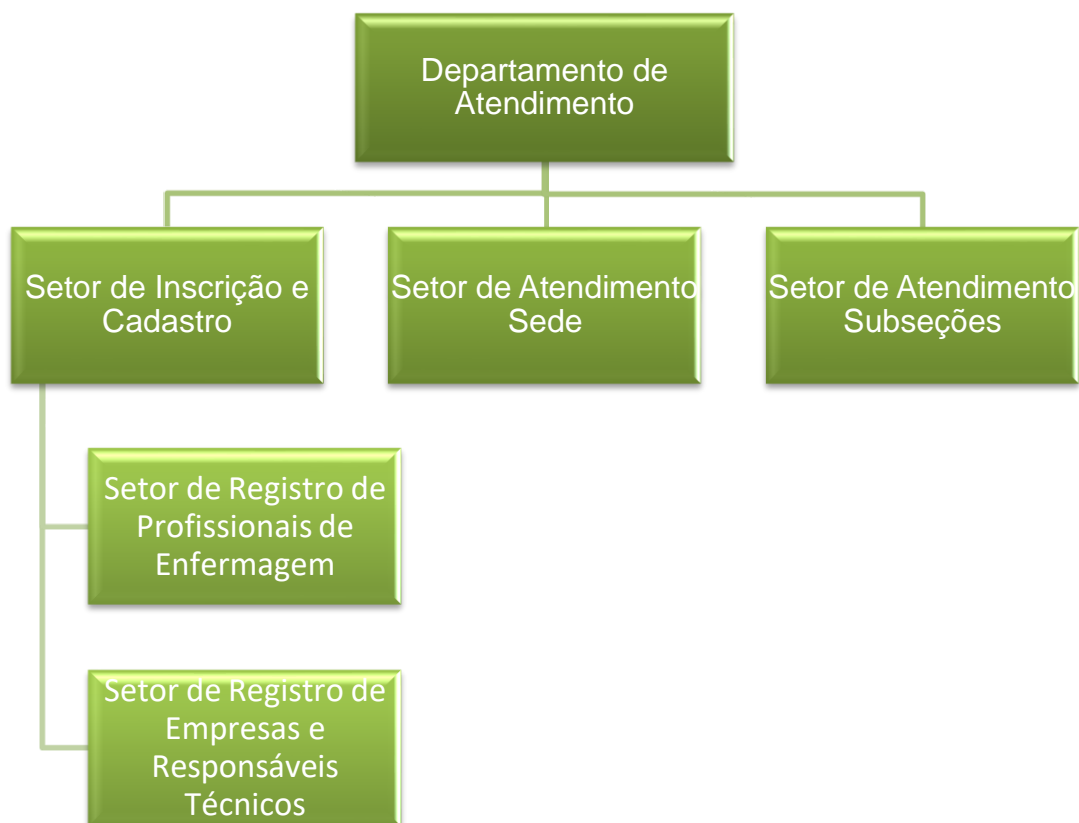 Departamento de
Atendimento
Setor de Inscrição e
Cadastro
Setor de Atendimento
Sede
Setor de Atendimento
Subseções
Setor de Registro de
Profissionais de
Enfermagem
Setor de Registro de
Empresas e
Responsáveis
Técnicos